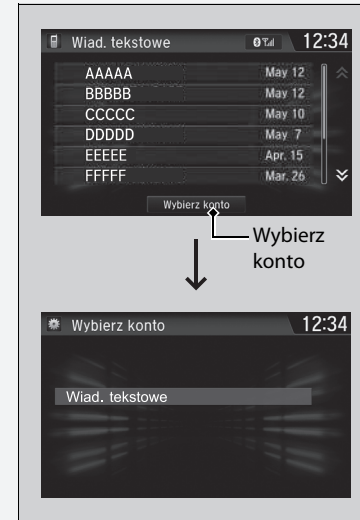 Wiad. tekstowe 12:34
AAAAA May 12
BBBBB May 12
CCCCC May 10
DDDDD May 7
EEEEE Apr. 15
FFFFF Mar. 26
Wybierz konto
Wybierz
konto
Wybierz konto 12:34
Wiad. tekstowe